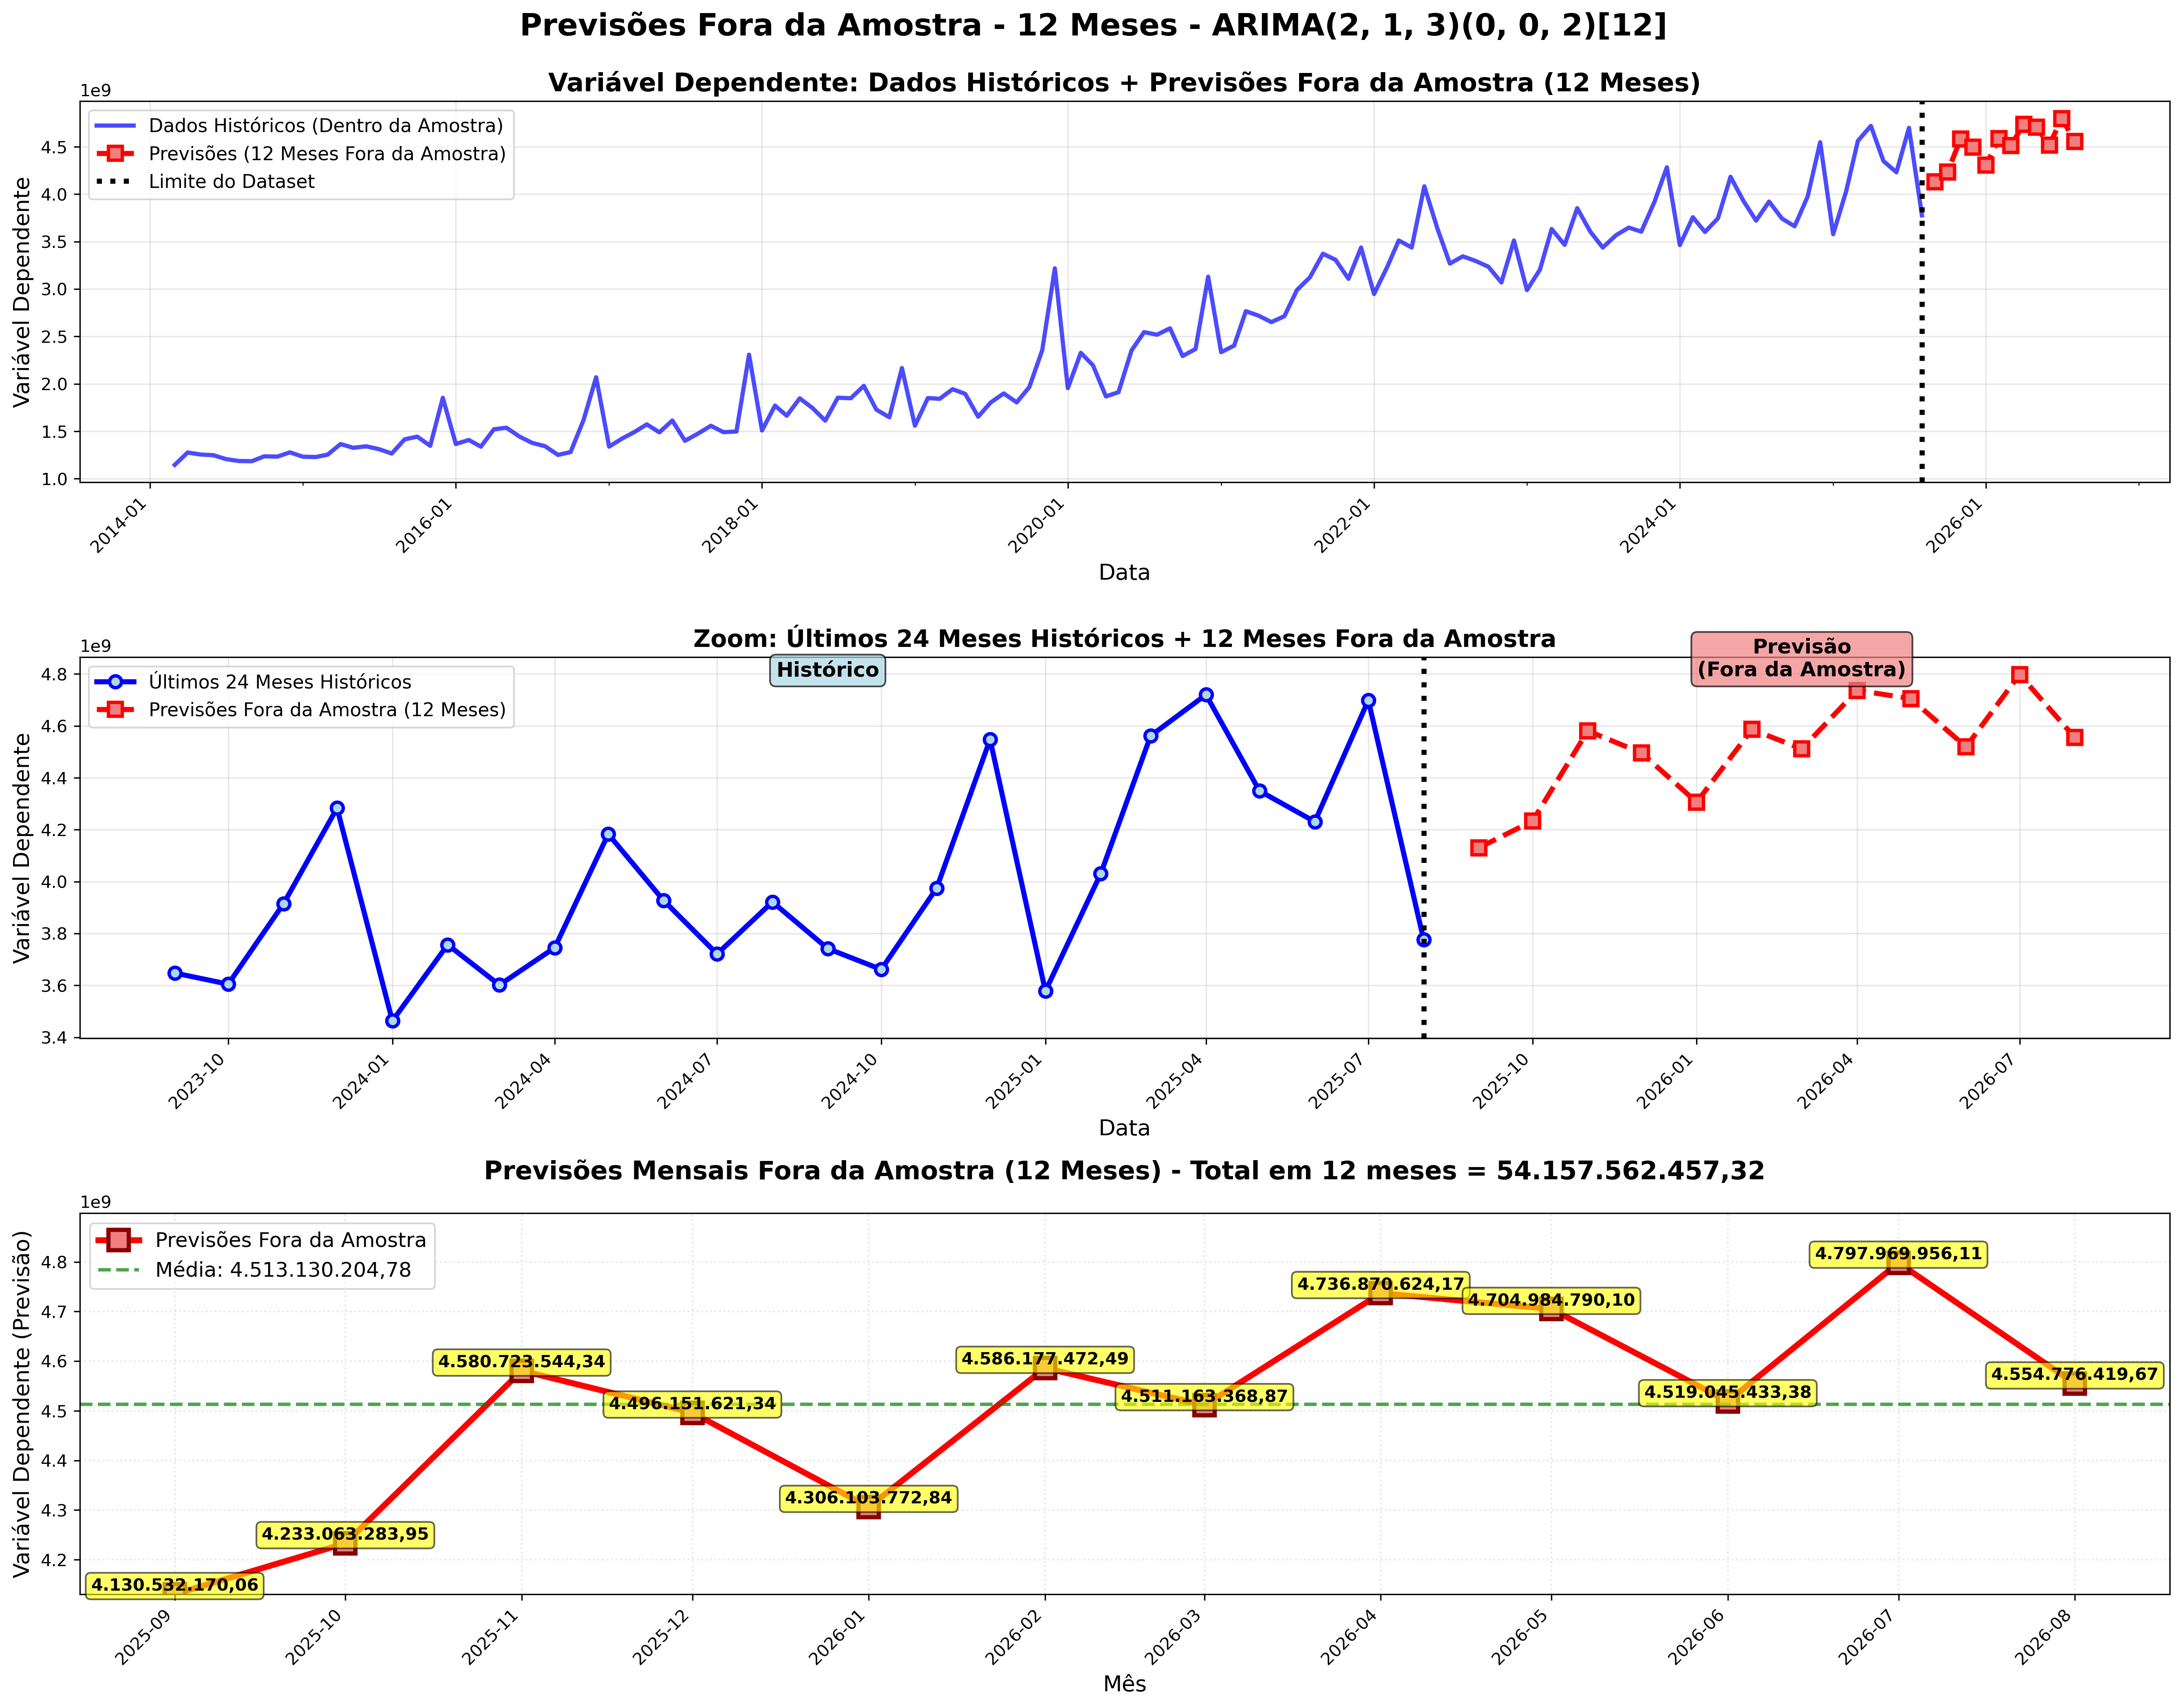 Previsões Fora da Amostra - 12 Meses - ARIMA(2, 1, 3)(0, 0, 2)[12]
Variável Dependente: Dados Históricos + Previsões Fora da Amostra (12 Meses)
1e9
Dados Históricos (Dentro da Amostra)
Previsões (12 Meses Fora da Amostra)
Limite do Dataset
Variável Dependente
4.5
4.0
3.5
3.0
2.5
2.0
1.5
1.0
2014-01
2016-01
2018-01
2020-01
2022-01
2024-01
2026-01
Data
Zoom: Últimos 24 Meses Históricos + 12 Meses Fora da Amostra
1e9
Últimos 24 Meses Históricos
Previsões Fora da Amostra (12 Meses)
Histórico
Previsão
(Fora da Amostra)
Variável Dependente
4.8
4.6
4.4
4.2
4.0
3.8
3.6
3.4
2023-10
2024-01
2024-04
2024-07
2024-10
2025-01
2025-04
2025-07
2025-10
2026-01
2026-04
2026-07
Data
Previsões Mensais Fora da Amostra (12 Meses) - Total em 12 meses = 54.157.562.457,32
1e9
Previsões Fora da Amostra
Média: 4.513.130.204,78
Variável Dependente (Previsão)
4.8
4.7
4.6
4.5
4.4
4.3
4.2
4.130.532.170,06
4.233.063.283,95
4.580.723.544,34
4.496.151.621,34
4.306.103.772,84
4.586.177.472,49
4.511.163.368,87
4.736.870.624,17
4.704.984.790,10
4.519.045.433,38
4.797.969.956,11
4.554.776.419,67
2025-09
2025-10
2025-11
2025-12
2026-01
2026-02
2026-03
2026-04
2026-05
2026-06
2026-07
2026-08
Mês